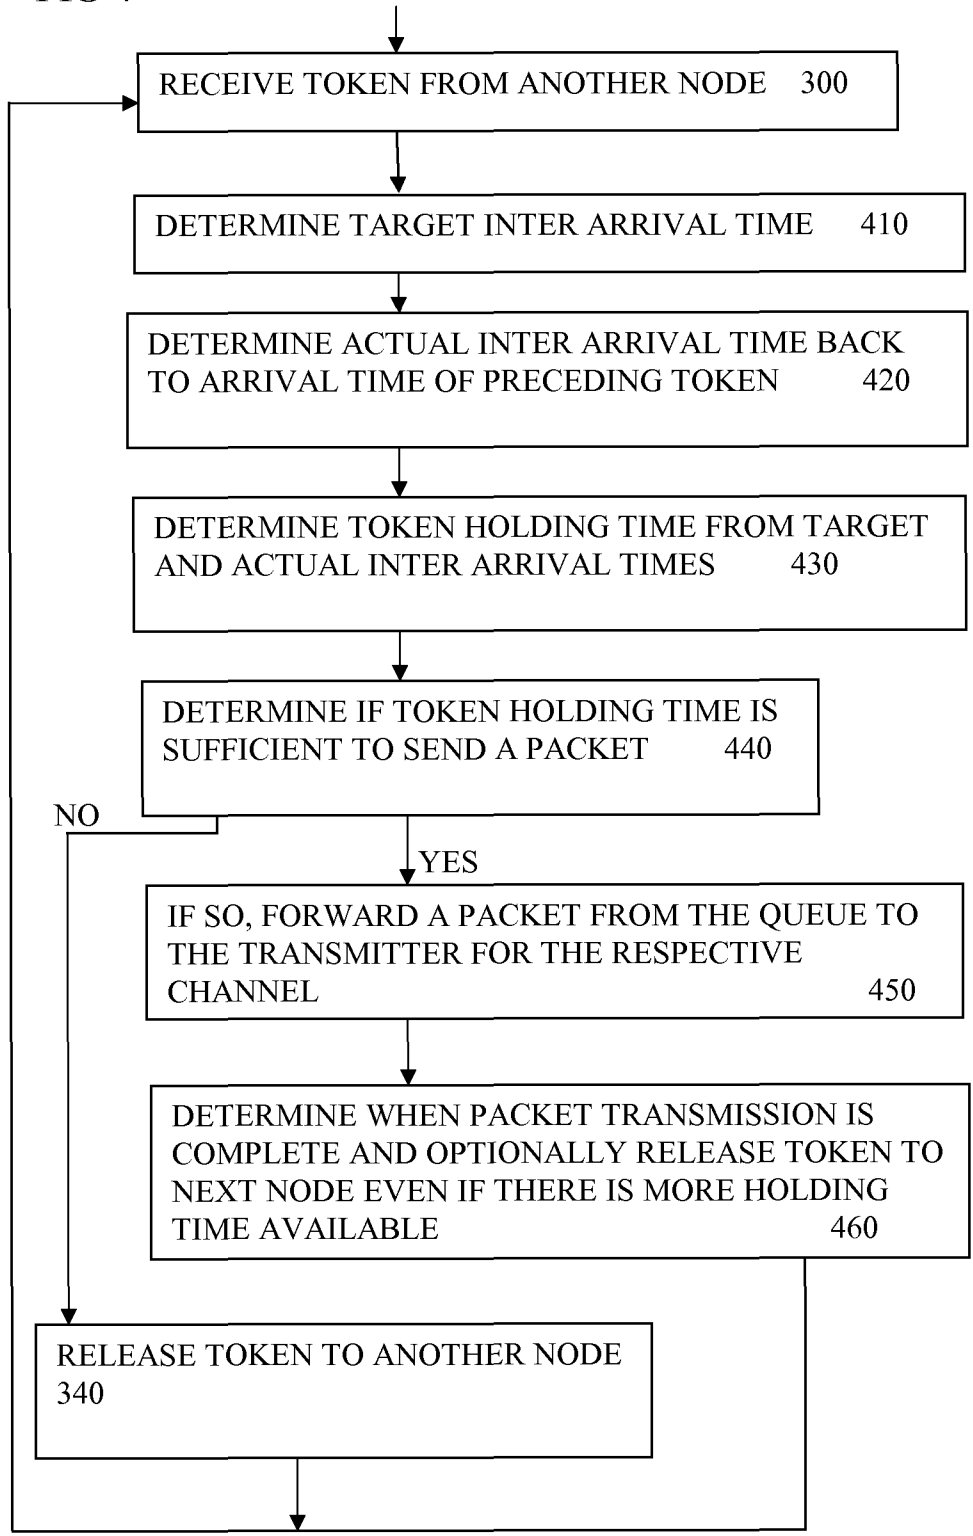 RECEIVE TOKEN FROM ANOTHER NODE 300
DETERMINE TARGET INTER ARRIVAL TIME 410
DETERMINE ACTUAL INTER ARRIVAL TIME BACK
TO ARRIVAL TIME OF PRECEDING TOKEN 420
DETERMINE TOKEN HOLDING TIME FROM TARGET
AND ACTUAL INTER ARRIVAL TIMES 430
DETERMINE IF TOKEN HOLDING TIME IS
SUFFICIENT TO SEND A PACKET 440
NO
YES
IF SO, FORWARD A PACKET FROM THE QUEUE TO
THE TRANSMITTER FOR THE RESPECTIVE
CHANNEL 450
DETERMINE WHEN PACKET TRANSMISSION IS
COMPLETE AND OPTIONALLY RELEASE TOKEN TO
NEXT NODE EVEN IF THERE IS MORE HOLDING
TIME AVAILABLE 460
RELEASE TOKEN TO ANOTHER NODE
340